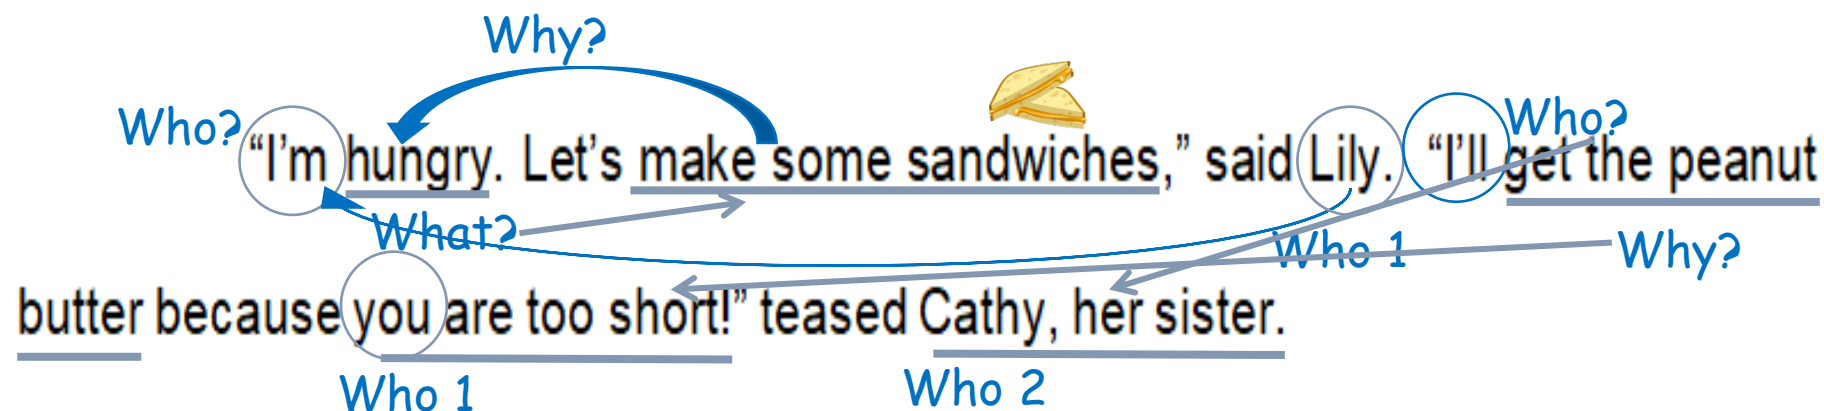 Why?
Who? Who?
“I’m hungry. Let’s make some sandwiches,” said Lily. “I’ll get the peanut
What? Who 1 Why?
butter because you are too short!” teased Cathy, her sister.
Who 1 Who 2